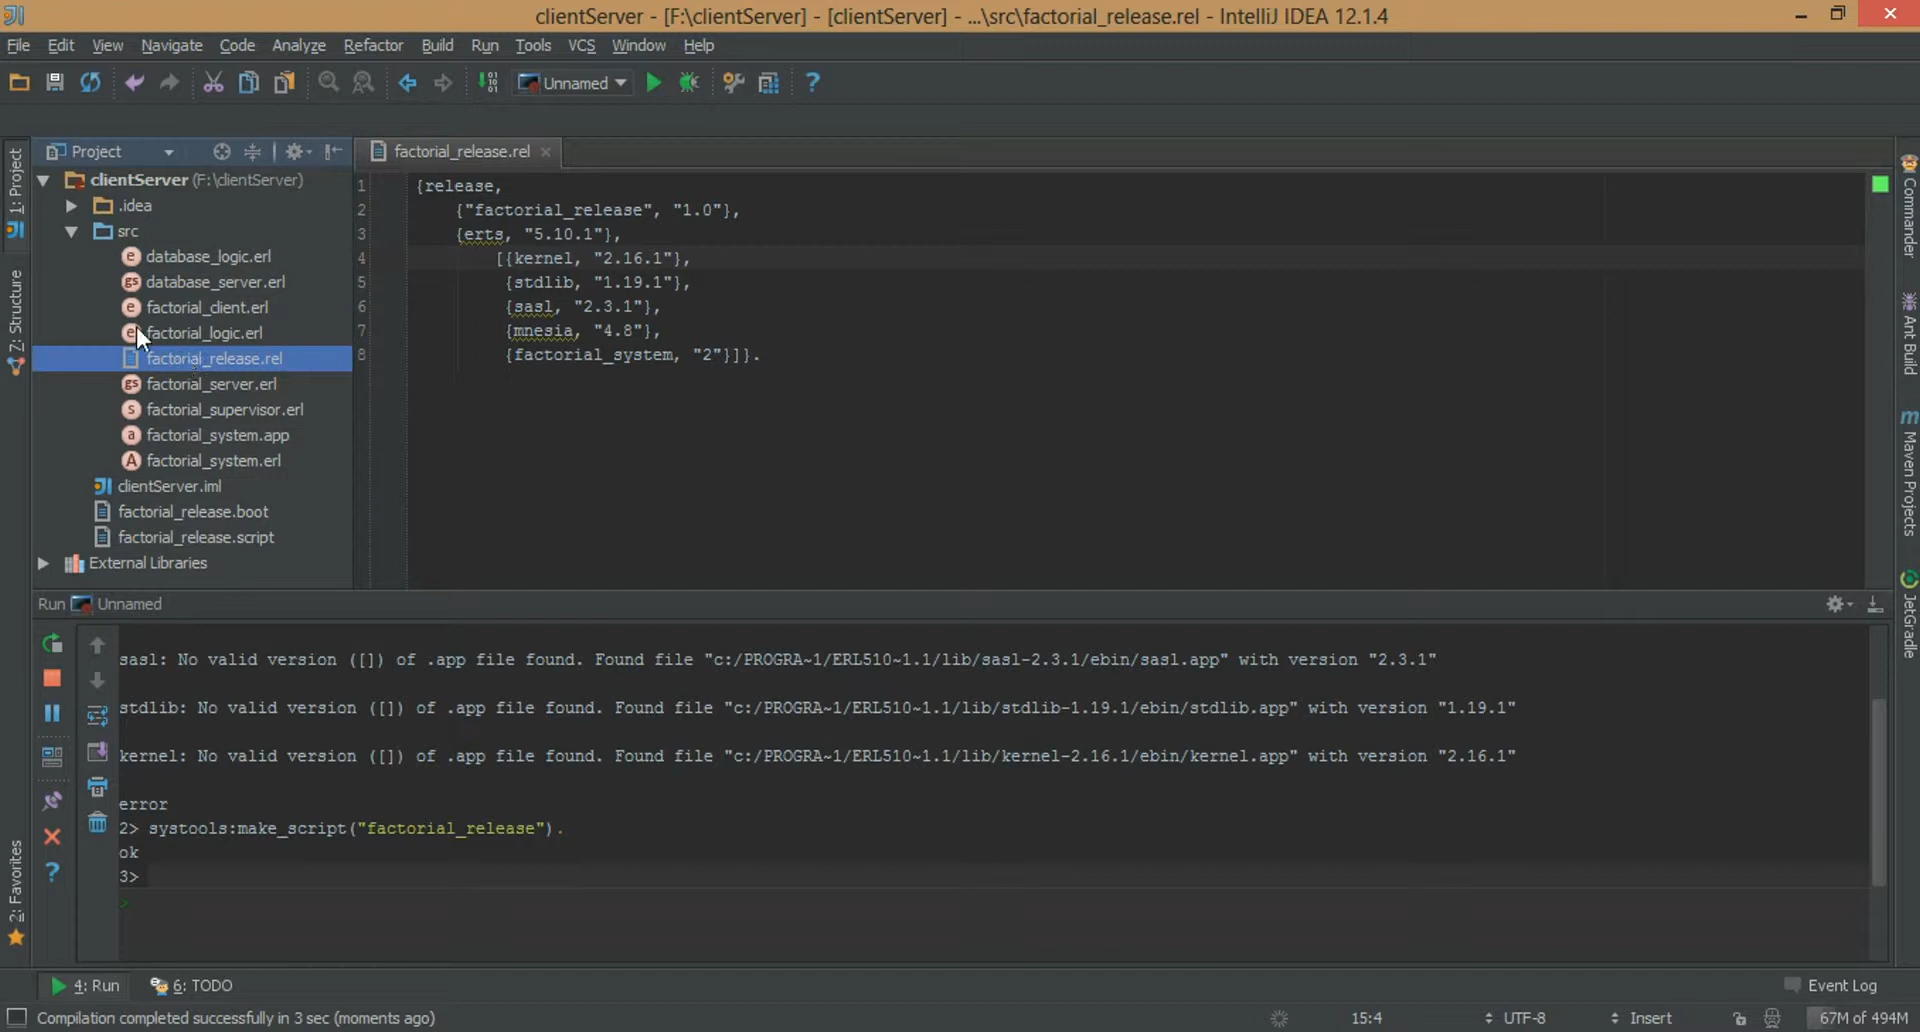 clientServer - [F:\clientServer] - [clientServer] - ...\src\factorial_release.rel - IntelliJ IDEA 12.1.4
File Edit View Navigate Code Analyze Refactor Build Run Tools VCS Window Help
Unnamed
1: Project
7: Structure
2: Favorites
Project
clientServer (F:\clientServer)
.idea
src
database_logic.erl
database_server.erl
factorial_client.erl
factorial_logic.erl
factorial_release.rel
factorial_server.erl
factorial_supervisor.erl
factorial_system.app
factorial_system.erl
clientServer.iml
factorial_release.boot
factorial_release.script
External Libraries
factorial_release.rel
1 {release,
2 {"factorial_release", "1.0"},
3 {erts, "5.10.1"},
4 [{kernel, "2.16.1"},
5 {stdlib, "1.19.1"},
6 {sasl, "2.3.1"},
7 {mnesia, "4.8"},
8 {factorial_system, "2"}]}.
Commander
Ant Build
Maven Projects
JetGradle
Run Unnamed
sasl: No valid version ([]) of .app file found. Found file "c:/PROGRA~1/ERL510~1.1/lib/sasl-2.3.1/ebin/sasl.app" with version "2.3.1"
stdlib: No valid version ([]) of .app file found. Found file "c:/PROGRA~1/ERL510~1.1/lib/stdlib-1.19.1/ebin/stdlib.app" with version "1.19.1"
kernel: No valid version ([]) of .app file found. Found file "c:/PROGRA~1/ERL510~1.1/lib/kernel-2.16.1/ebin/kernel.app" with version "2.16.1"
error
2> systools:make_script("factorial_release").
ok
3>
>
4: Run 6: TODO Event Log
Compilation completed successfully in 3 sec (moments ago) 15:4 UTF-8 Insert 67M of 494M